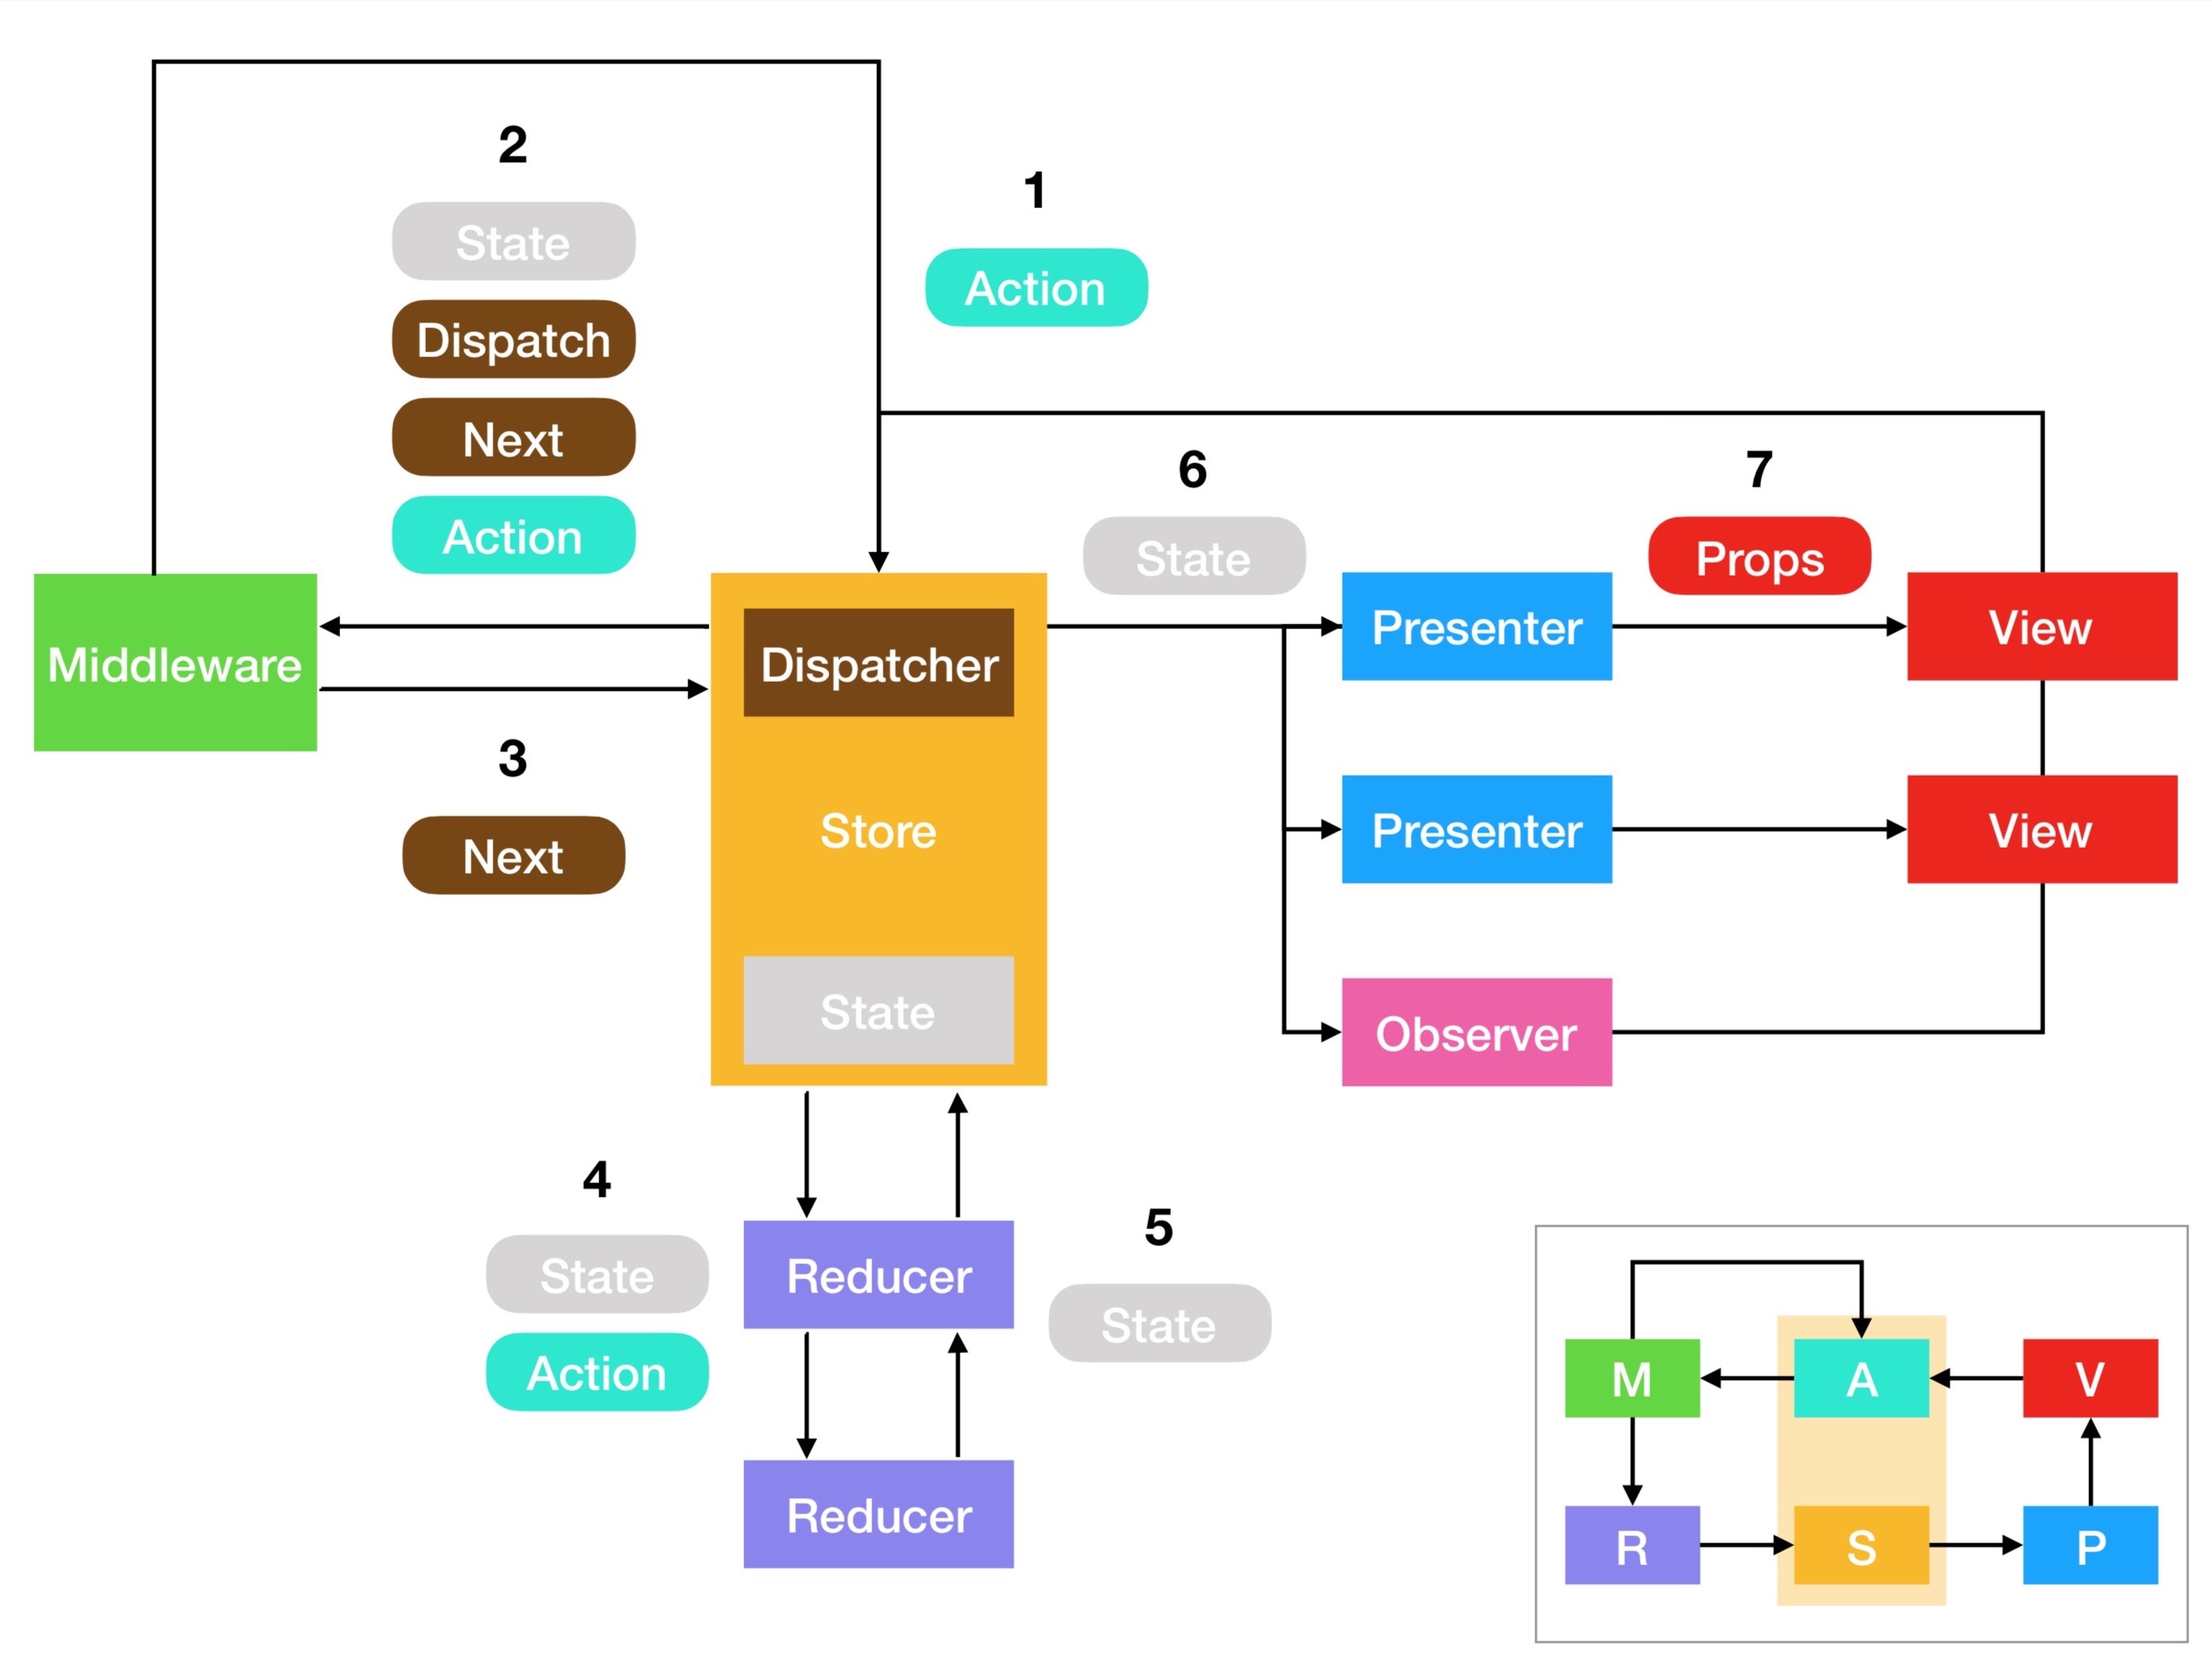 2
State
Dispatch
Next
Action
1
Action
6
State
7
Props
Middleware
Dispatcher
Store
State
Presenter
View
Presenter
View
Observer
3
Next
4
State
Action
Reducer
5
State
Reducer
M
A
V
R
S
P